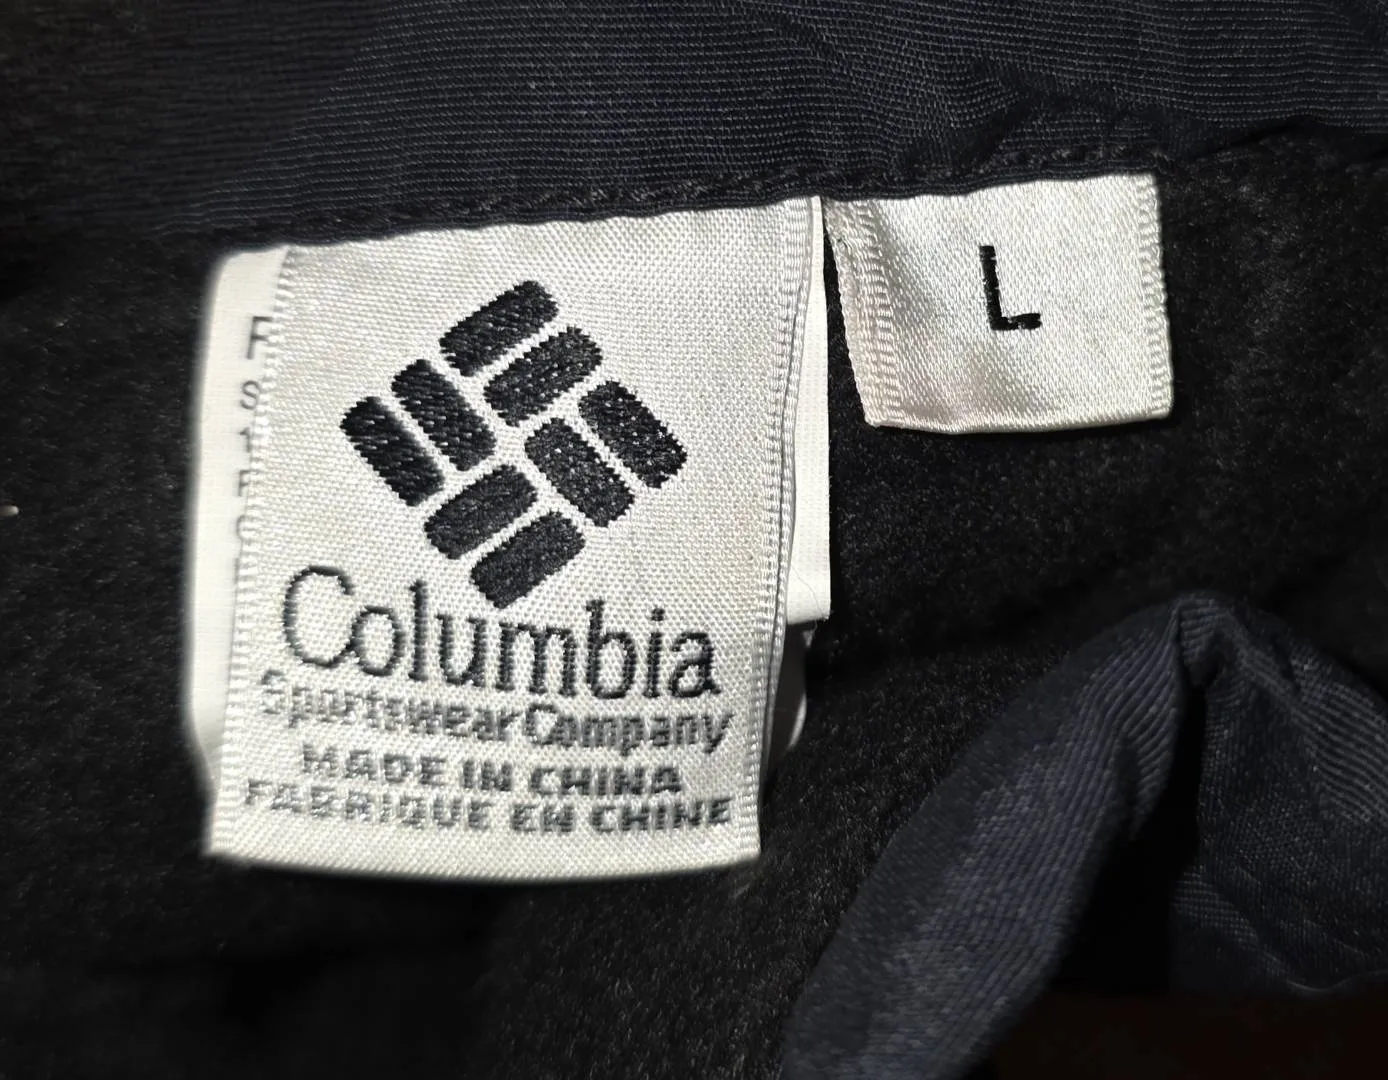 L
Columbia
Sportswear Company
MADE IN CHINA
FABRIQUE EN CHINE